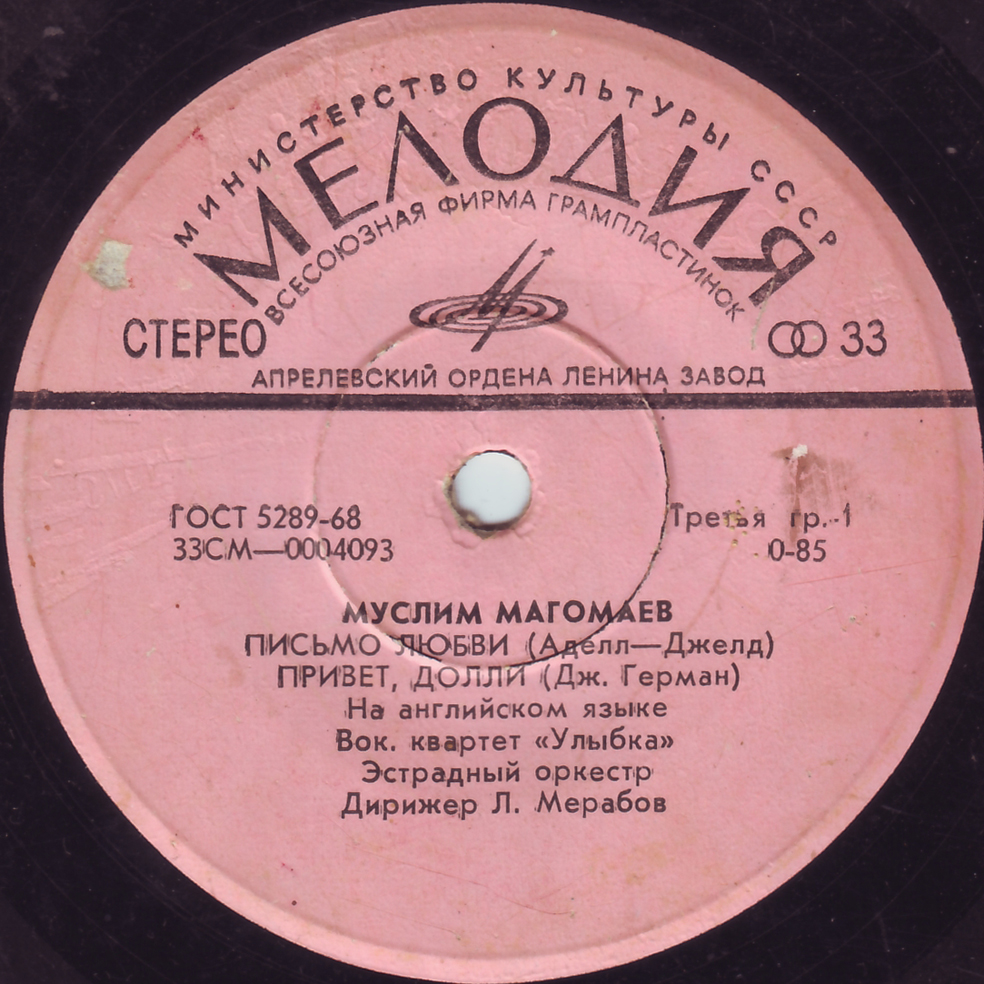 МИНИСТЕРСТВО КУЛЬТУРЫ СССР
МЕЛОДИЯ
ВСЕСОЮЗНАЯ ФИРМА ГРАМПЛАСТИНОК
СТЕРЕО
33
АПРЕЛЕВСКИЙ ОРДЕНА ЛЕНИНА ЗАВОД
ГОСТ 5289-68
Третья гр.-1
33СМ—0004093
0-85
МУСЛИМ МАГОМАЕВ
ПИСЬМО ЛЮБВИ (Аделл—Джелд)
ПРИВЕТ, ДОЛЛИ (Дж. Герман)
На английском языке
Вок. квартет «Улыбка»
Эстрадный оркестр
Дирижер Л. Мерабов